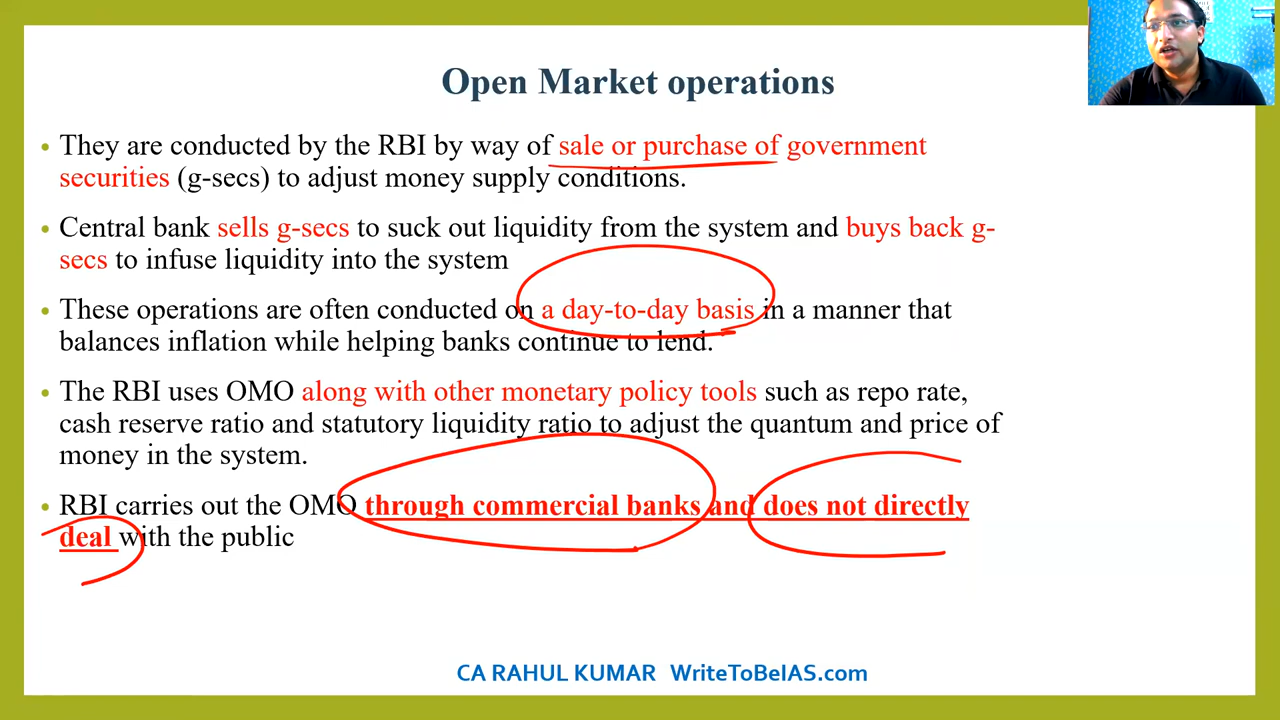 Open Market operations
• They are conducted by the RBI by way of sale or purchase of government
securities (g-secs) to adjust money supply conditions.
• Central bank sells g-secs to suck out liquidity from the system and buys back g-
secs to infuse liquidity into the system
• These operations are often conducted on a day-to-day basis in a manner that
balances inflation while helping banks continue to lend.
• The RBI uses OMO along with other monetary policy tools such as repo rate,
cash reserve ratio and statutory liquidity ratio to adjust the quantum and price of
money in the system.
• RBI carries out the OMO through commercial banks and does not directly
deal with the public
CA RAHUL KUMAR WriteToBeIAS.com